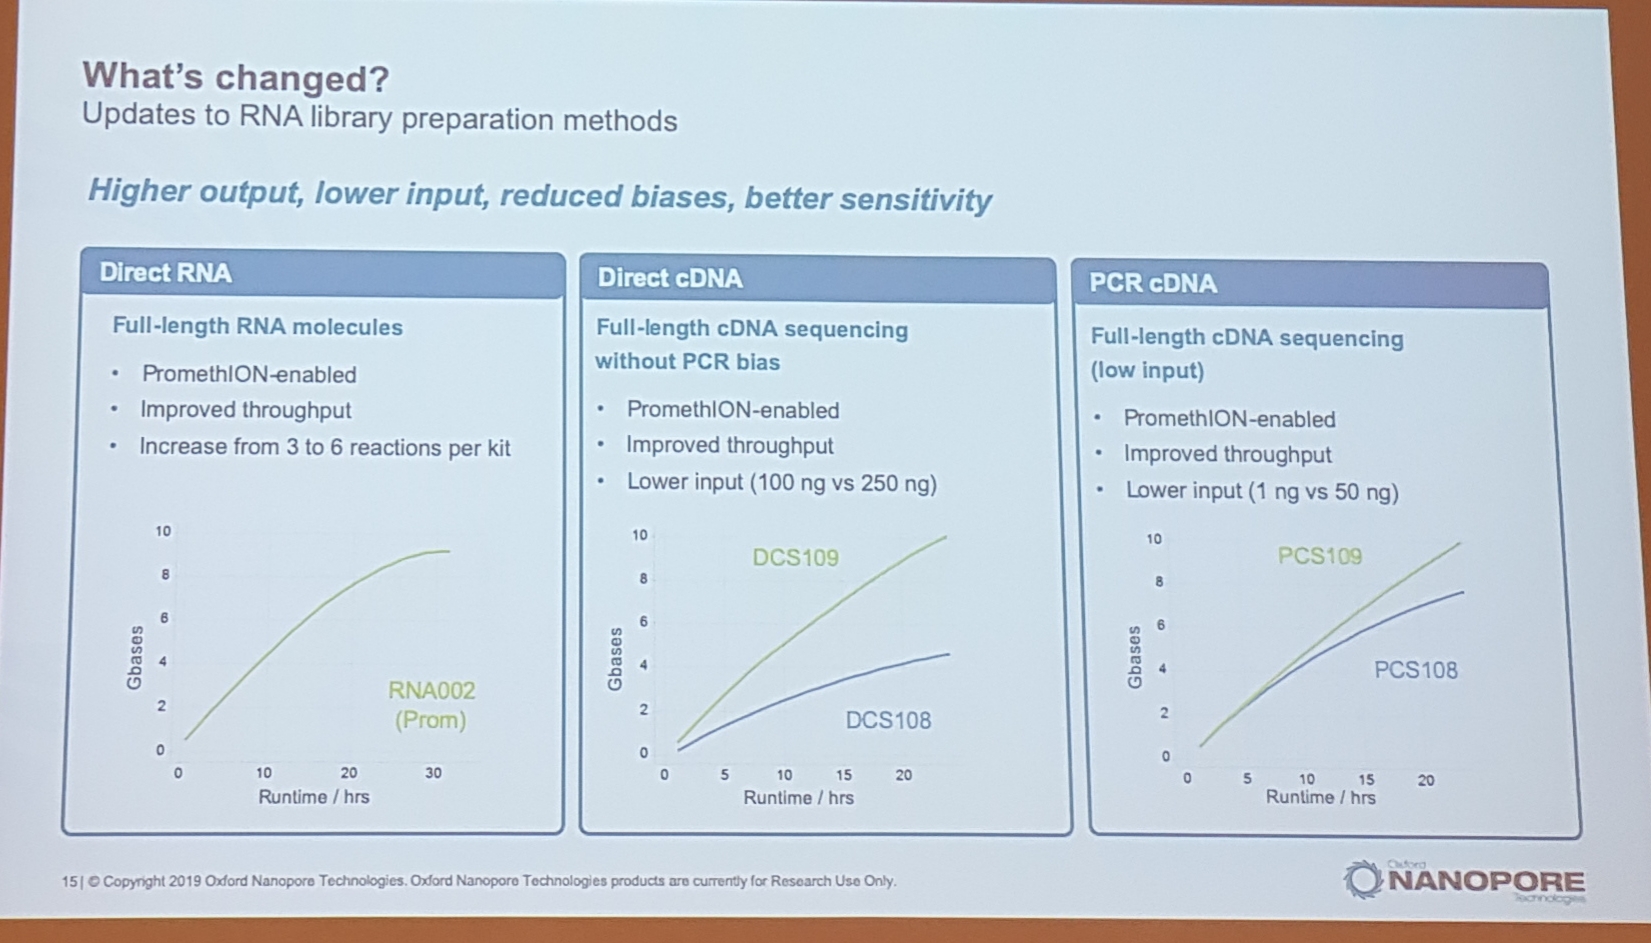 What's changed?
Updates to RNA library preparation methods
Higher output, lower input, reduced biases, better sensitivity
Direct RNA
Full-length RNA molecules
• PromethION-enabled
• Improved throughput
• Increase from 3 to 6 reactions per kit
10
8
6
4
2
0
Gbases
RNA002
(Prom)
0 10 20 30
Runtime / hrs
Direct cDNA
Full-length cDNA sequencing
without PCR bias
• PromethION-enabled
• Improved throughput
• Lower input (100 ng vs 250 ng)
10
8
6
4
2
0
Gbases
DCS109
DCS108
0 5 10 15 20
Runtime / hrs
PCR cDNA
Full-length cDNA sequencing
(low input)
• PromethION-enabled
• Improved throughput
• Lower input (1 ng vs 50 ng)
10
8
6
4
2
0
Gbases
PCS109
PCS108
0 5 10 15 20
Runtime / hrs
15| © Copyright 2019 Oxford Nanopore Technologies. Oxford Nanopore Technologies products are currently for Research Use Only.
Oxford
NANOPORE
Technologies